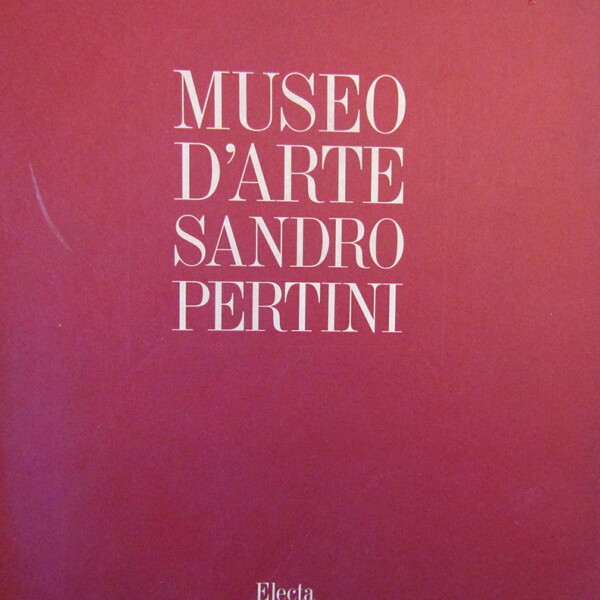 MUSEO
D’ARTE
SANDRO
PERTINI
Electa